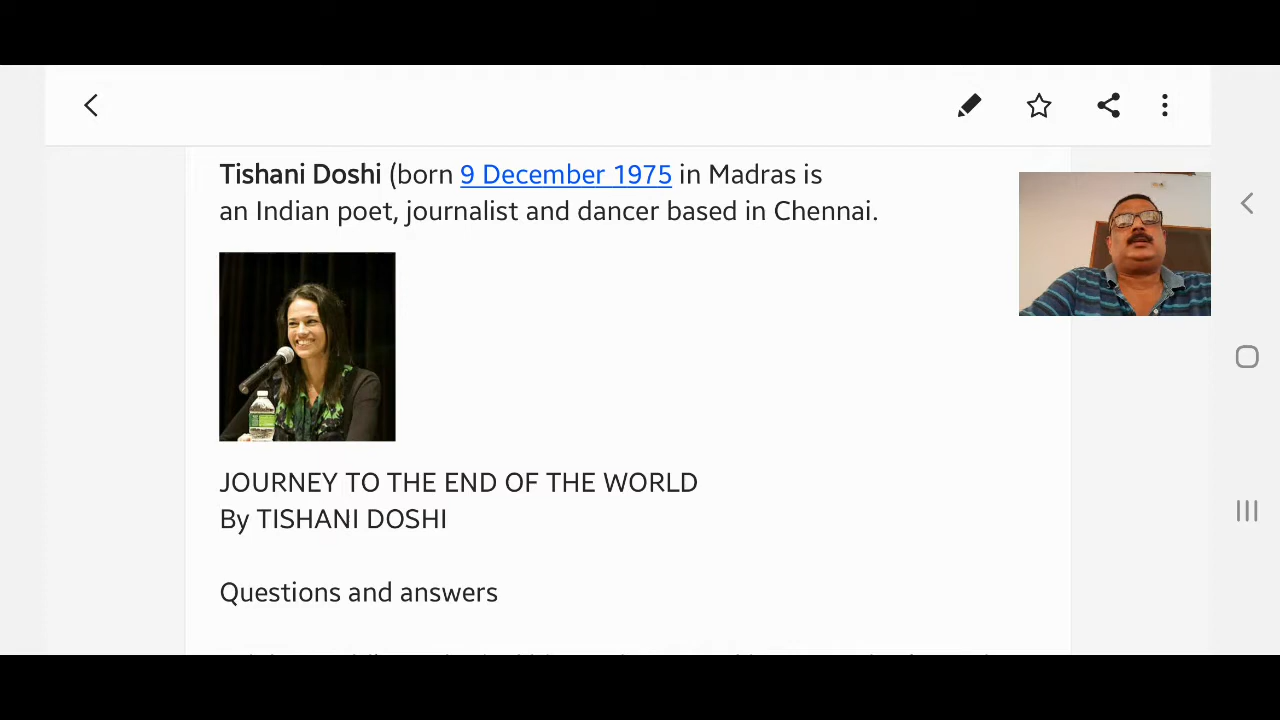 Tishani Doshi (born 9 December 1975 in Madras is
an Indian poet, journalist and dancer based in Chennai.
JOURNEY TO THE END OF THE WORLD
By TISHANI DOSHI
Questions and answers